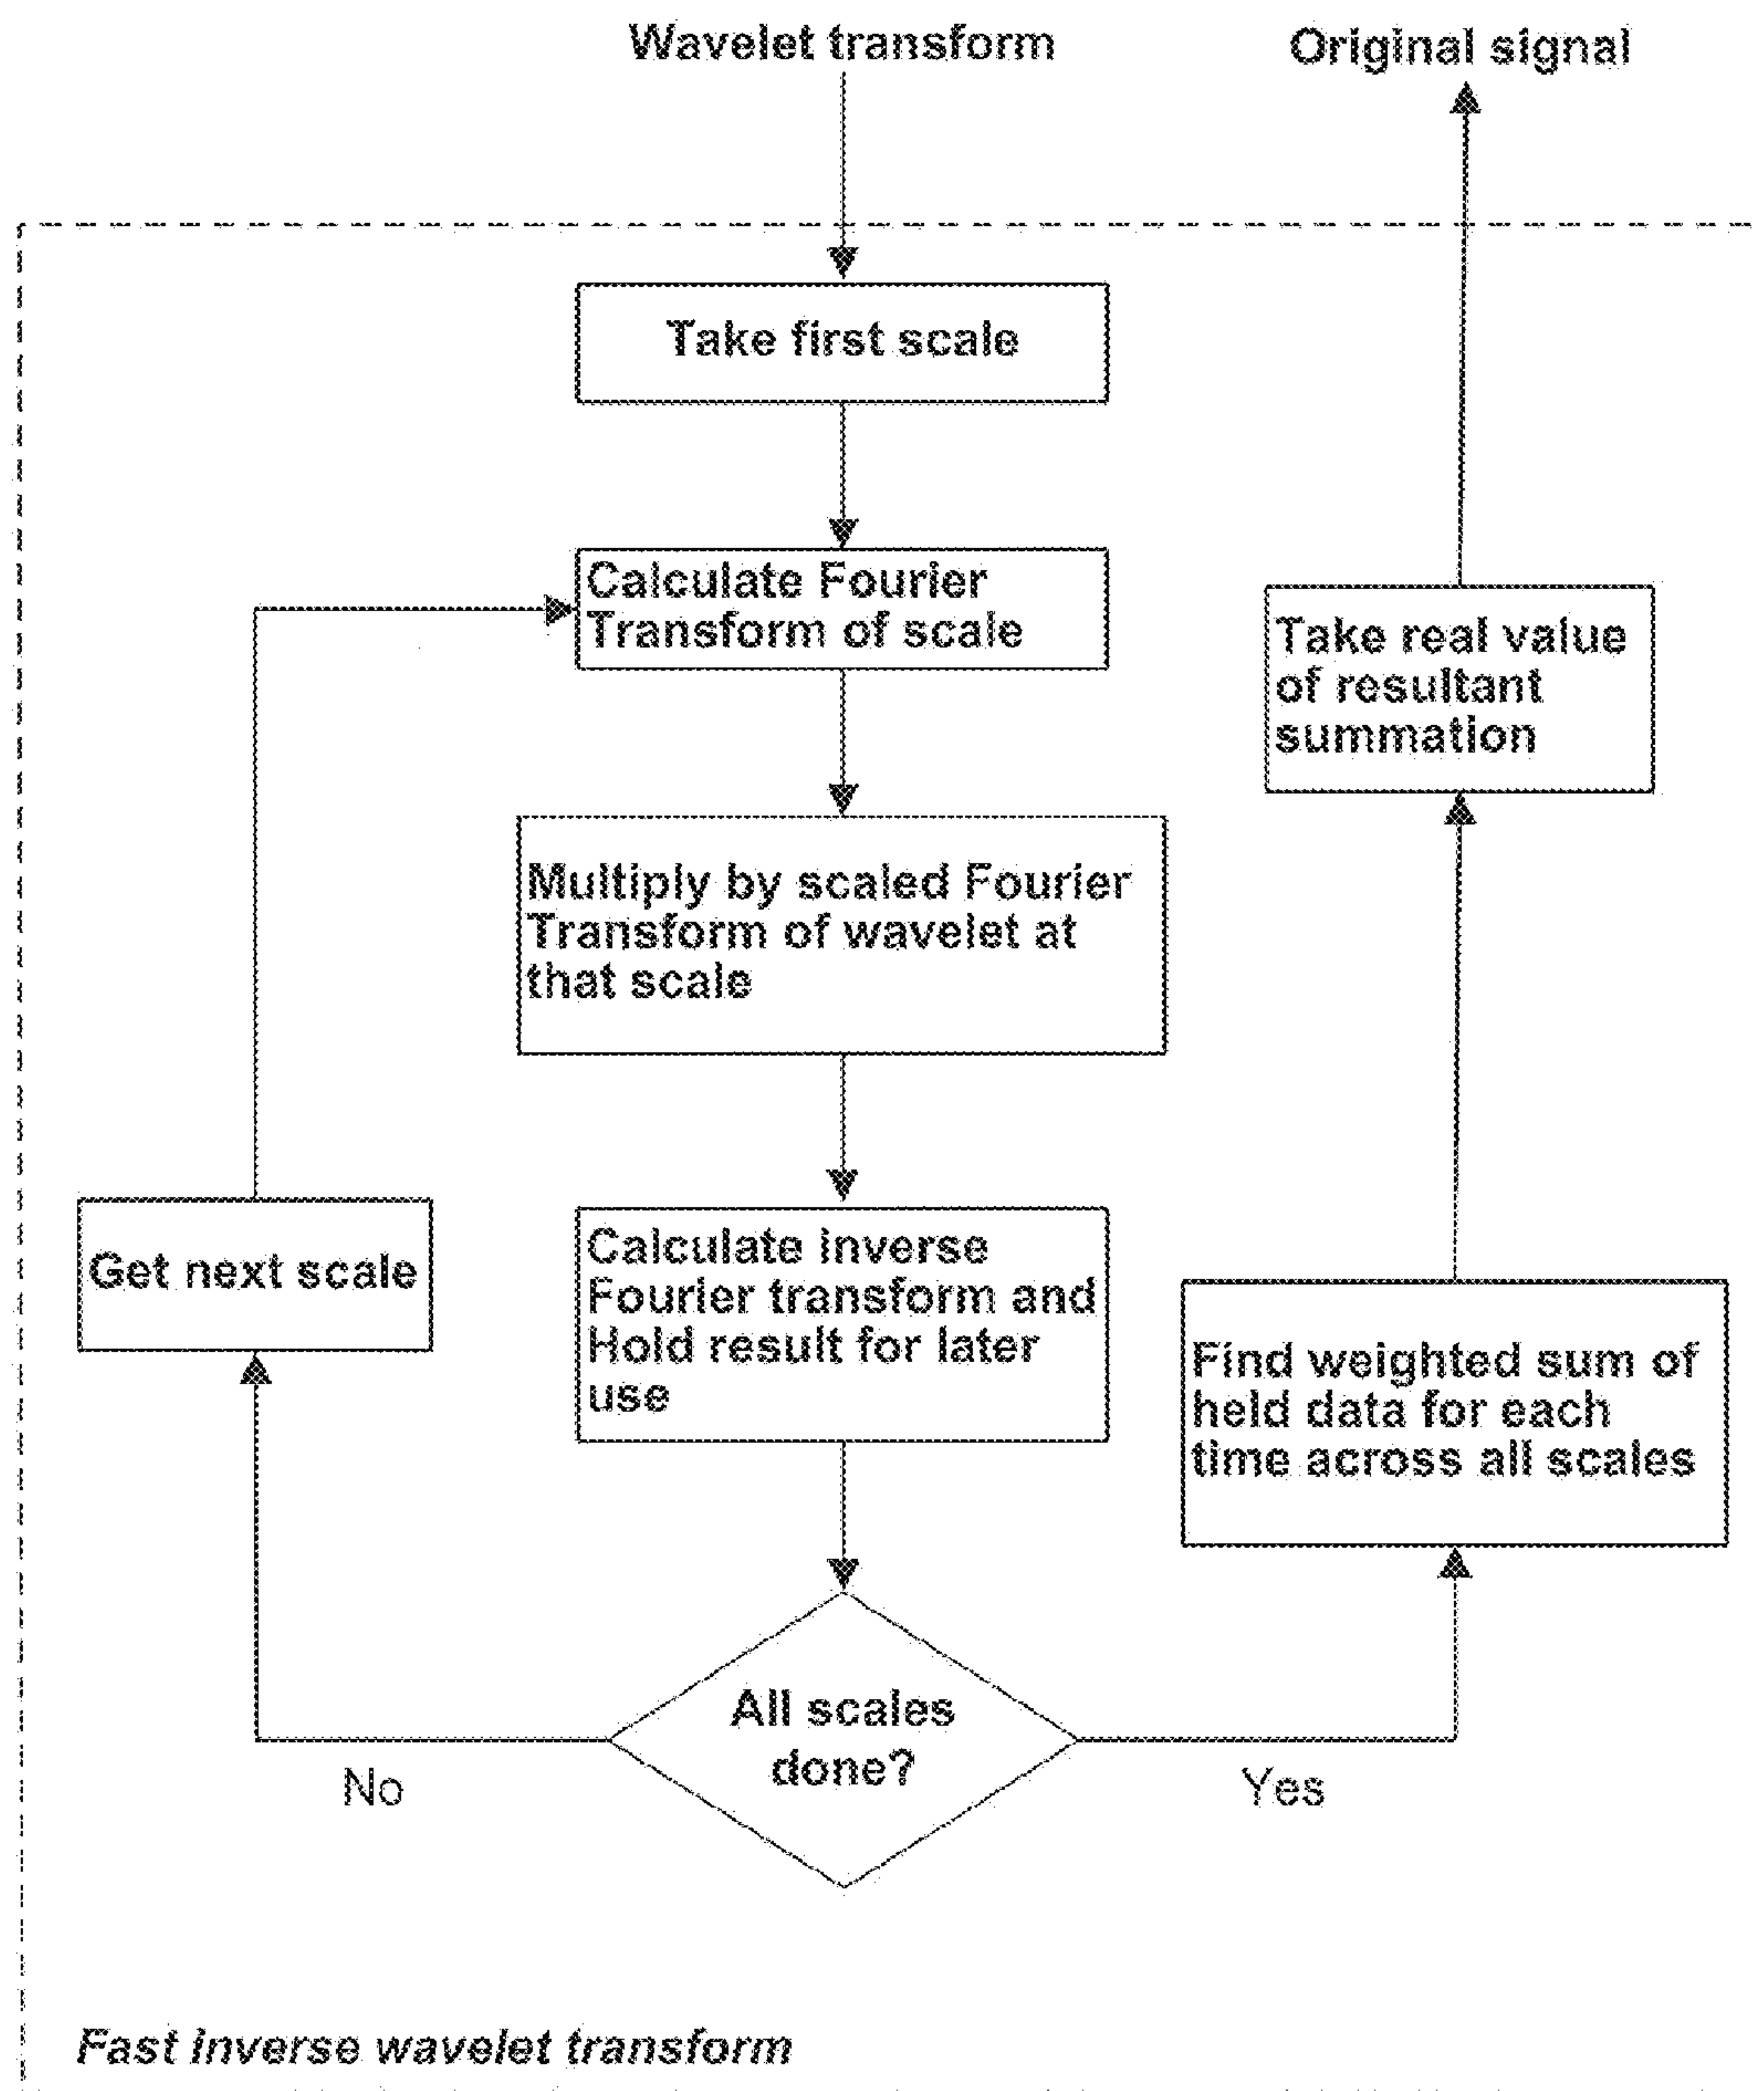 Wavelet transform
Original signal
Take first scale
Calculate Fourier
Transform of scale
Take real value
of resultant
summation
Multiply by scaled Fourier
Transform of wavelet at
that scale
Get next scale
Calculate inverse
Fourier transform and
Hold result for later
use
Find weighted sum of
held data for each
time across all scales
All scales
done?
No
Yes
Fast inverse wavelet transform